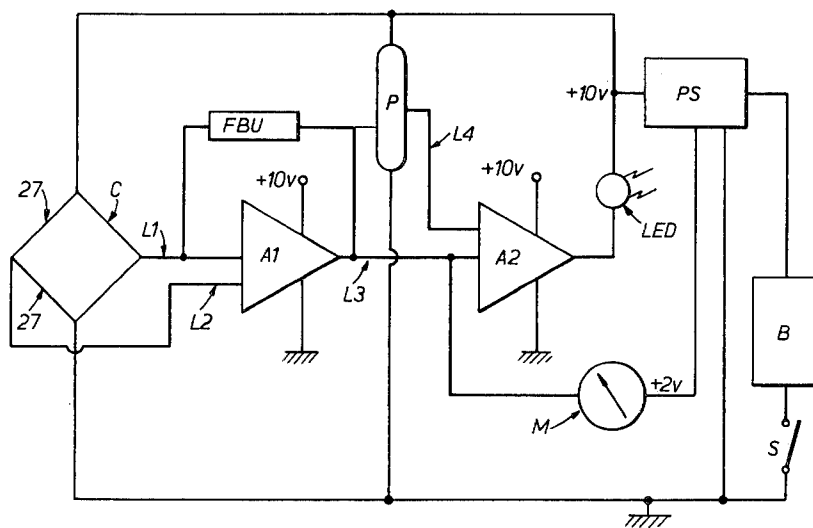 P
+10v
PS
FBU
L4
27
C
+10v
+10v
LED
L1
A1
A2
L3
L2
27
B
+2v
M
S